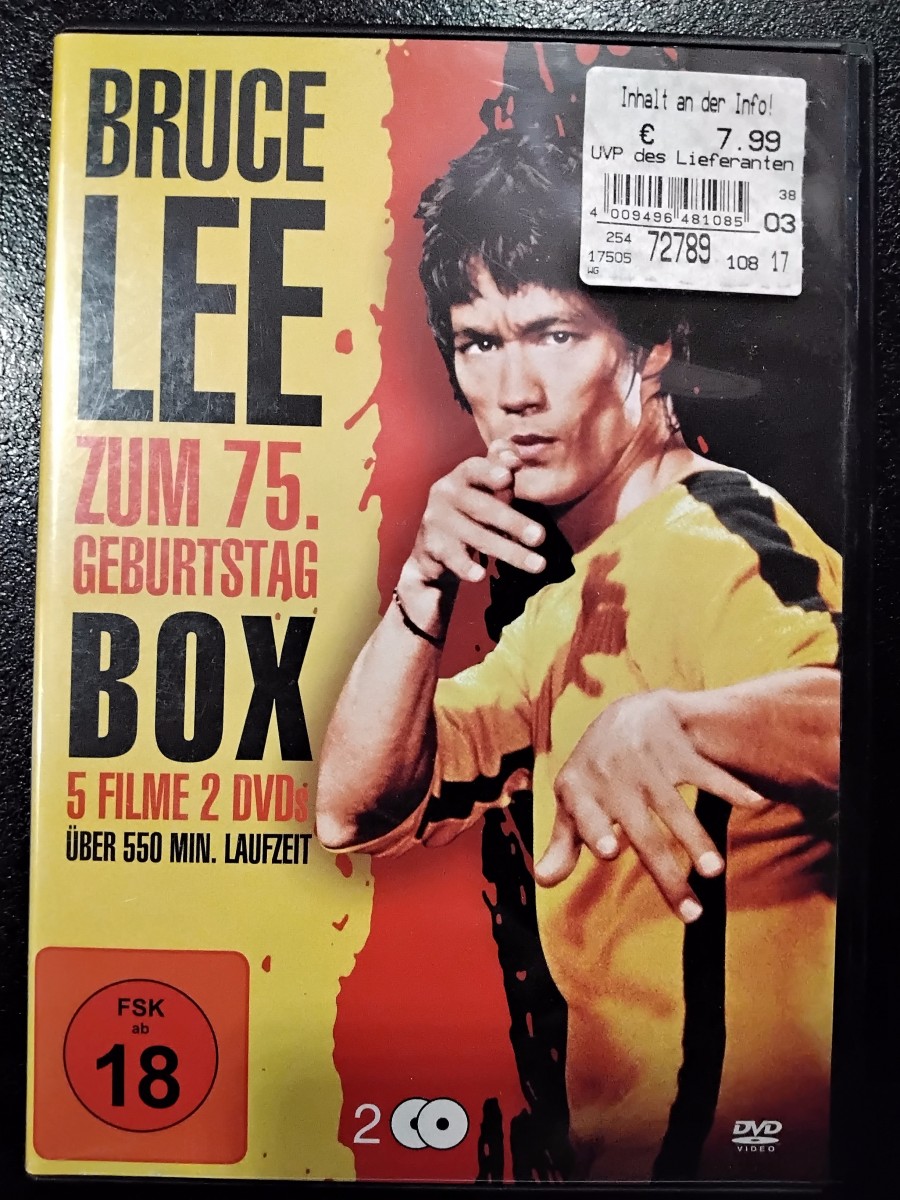 BRUCE
LEE
ZUM 75.
GEBURTSTAG
BOX
5 FILME 2 DVDs
ÜBER 550 MIN. LAUFZEIT
FSK
ab
18
2
DVD
VIDEO
Inhalt an der Info!
€ 7.99
UVP des Lieferanten
38
4 009496 481085 03
254 72789 108 17
17505
WG